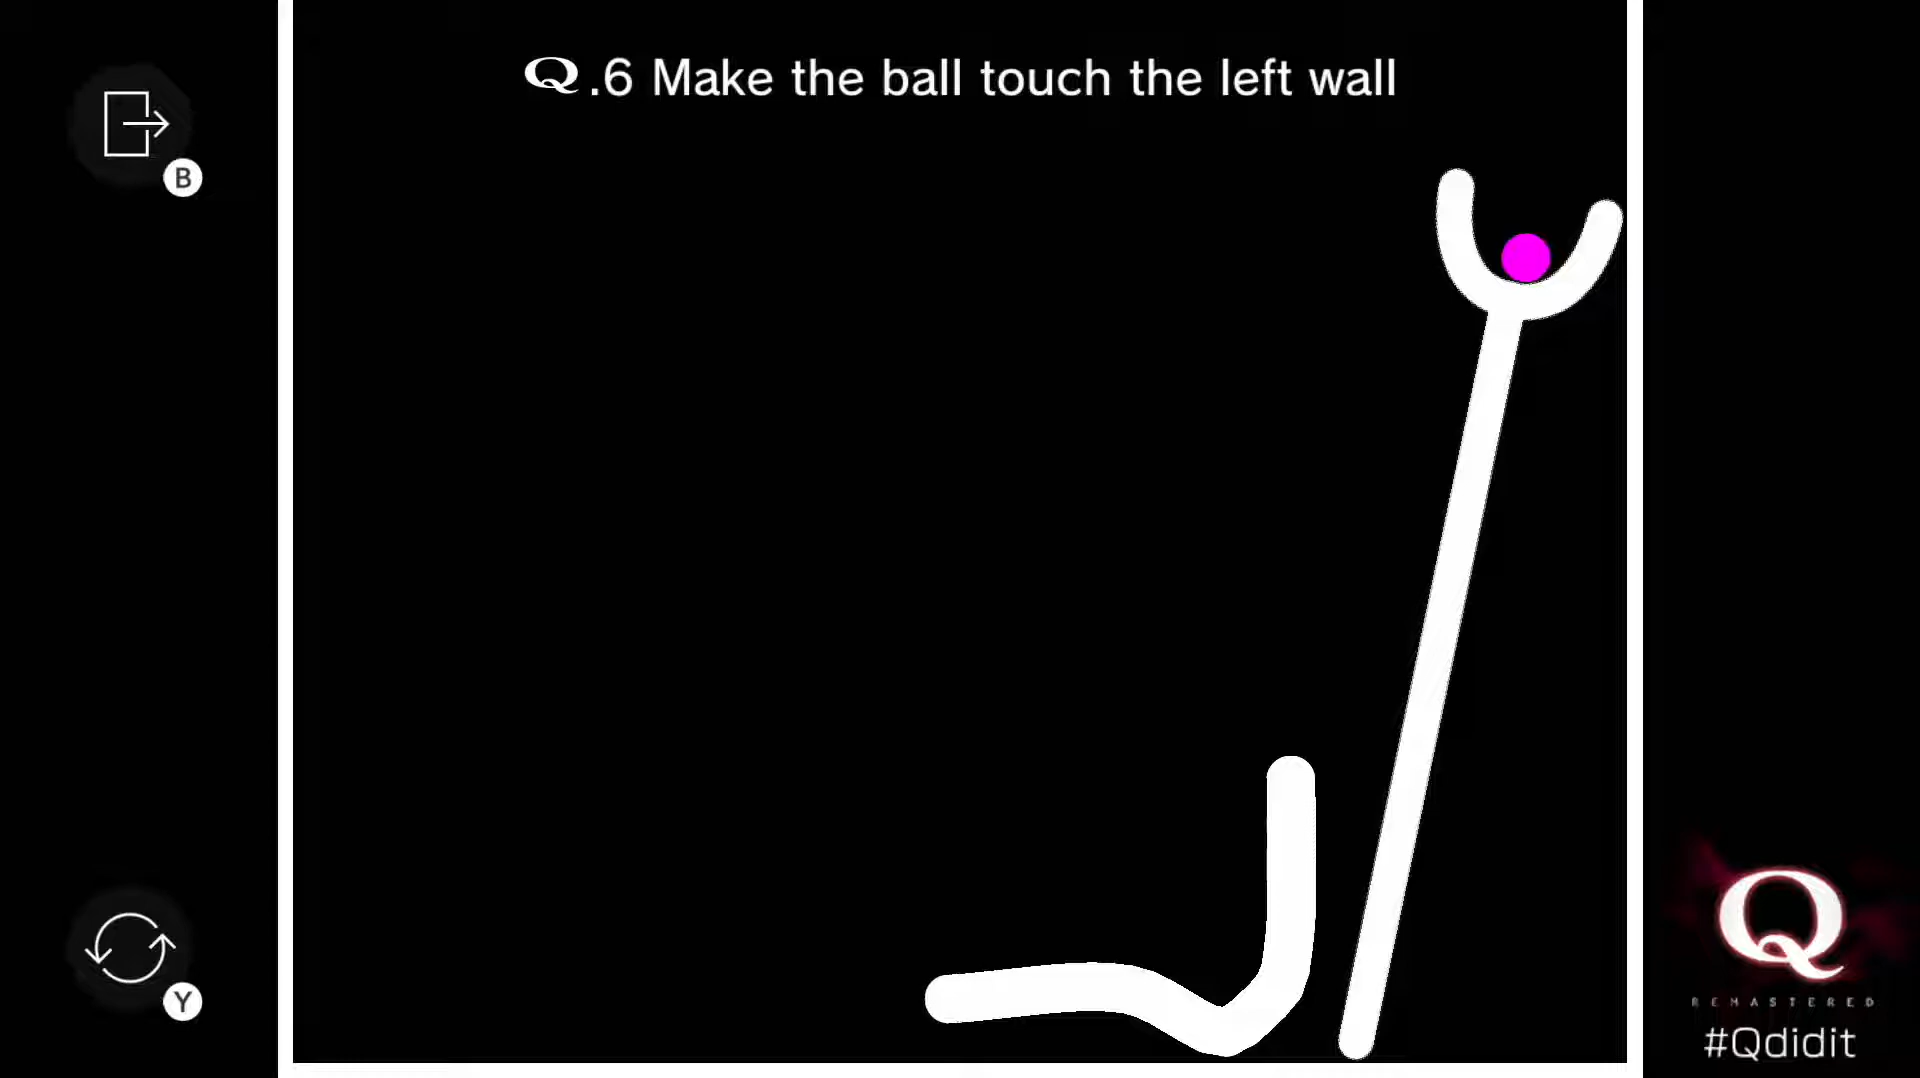 Q.6 Make the ball touch the left wall
B
Y
Q
REMASTERED
#Qdidit